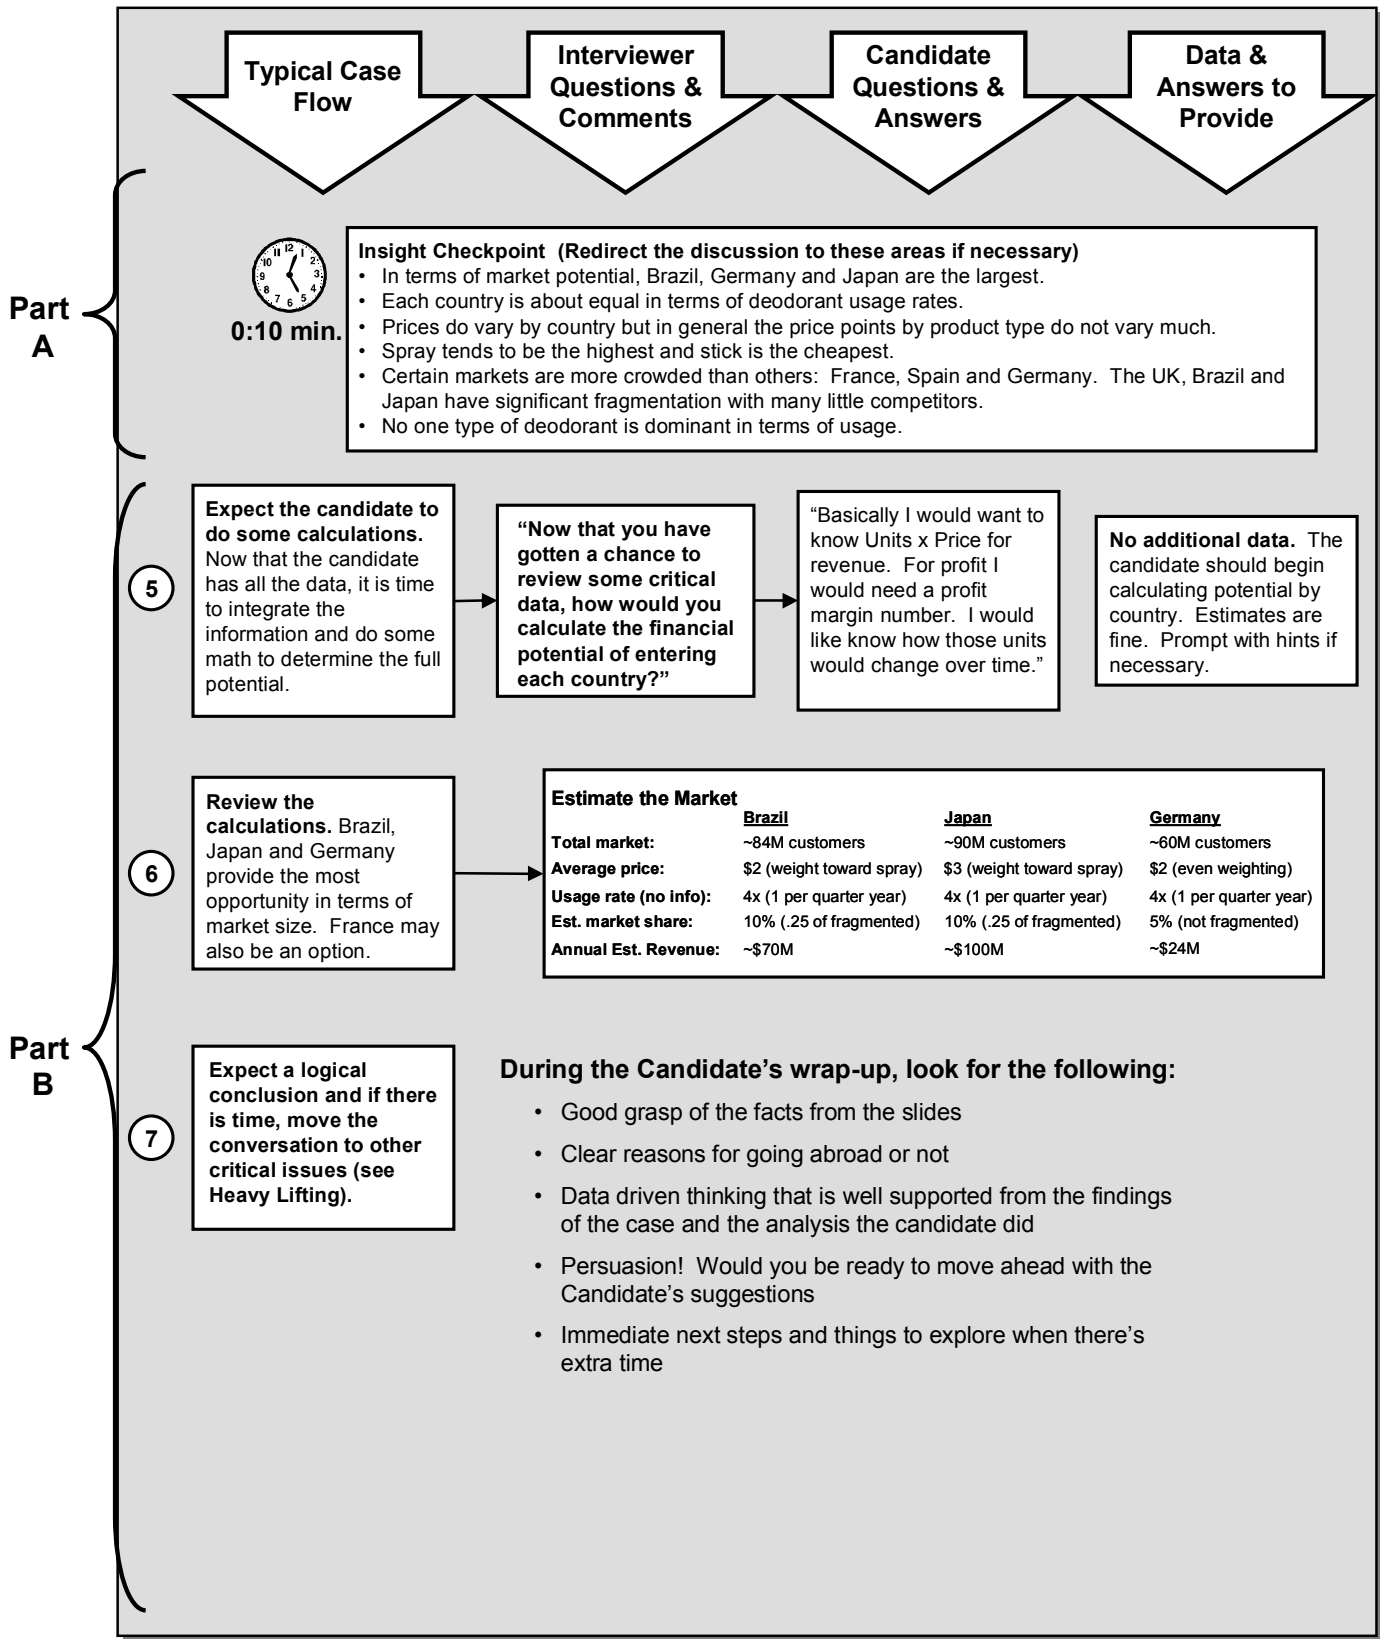 Typical Case
Flow
Interviewer
Questions &
Comments
Candidate
Questions &
Answers
Data &
Answers to
Provide
Part
A
12
1
2
3
4
5
6
7
8
9
10
11
0:10 min.
Insight Checkpoint  (Redirect the discussion to these areas if necessary)
• In terms of market potential, Brazil, Germany and Japan are the largest.
• Each country is about equal in terms of deodorant usage rates.
• Prices do vary by country but in general the price points by product type do not vary much.
• Spray tends to be the highest and stick is the cheapest.
• Certain markets are more crowded than others:  France, Spain and Germany.  The UK, Brazil and
Japan have significant fragmentation with many little competitors.
• No one type of deodorant is dominant in terms of usage.
Part
B
5
Expect the candidate to
do some calculations.
Now that the candidate
has all the data, it is time
to integrate the
information and do some
math to determine the full
potential.
“Now that you have
gotten a chance to
review some critical
data, how would you
calculate the financial
potential of entering
each country?”
“Basically I would want to
know Units x Price for
revenue.  For profit I
would need a profit
margin number.  I would
like know how those units
would change over time.”
No additional data.  The
candidate should begin
calculating potential by
country.  Estimates are
fine.  Prompt with hints if
necessary.
6
Review the
calculations. Brazil,
Japan and Germany
provide the most
opportunity in terms of
market size.  France may
also be an option.
Estimate the Market
Brazil Japan Germany
Total market: ~84M customers ~90M customers ~60M customers
Average price: $2 (weight toward spray) $3 (weight toward spray) $2 (even weighting)
Usage rate (no info): 4x (1 per quarter year) 4x (1 per quarter year) 4x (1 per quarter year)
Est. market share: 10% (.25 of fragmented) 10% (.25 of fragmented) 5% (not fragmented)
Annual Est. Revenue: ~$70M ~$100M ~$24M
7
Expect a logical
conclusion and if there
is time, move the
conversation to other
critical issues (see
Heavy Lifting).
During the Candidate’s wrap-up, look for the following:
• Good grasp of the facts from the slides
• Clear reasons for going abroad or not
• Data driven thinking that is well supported from the findings
of the case and the analysis the candidate did
• Persuasion!  Would you be ready to move ahead with the
Candidate’s suggestions
• Immediate next steps and things to explore when there’s
extra time